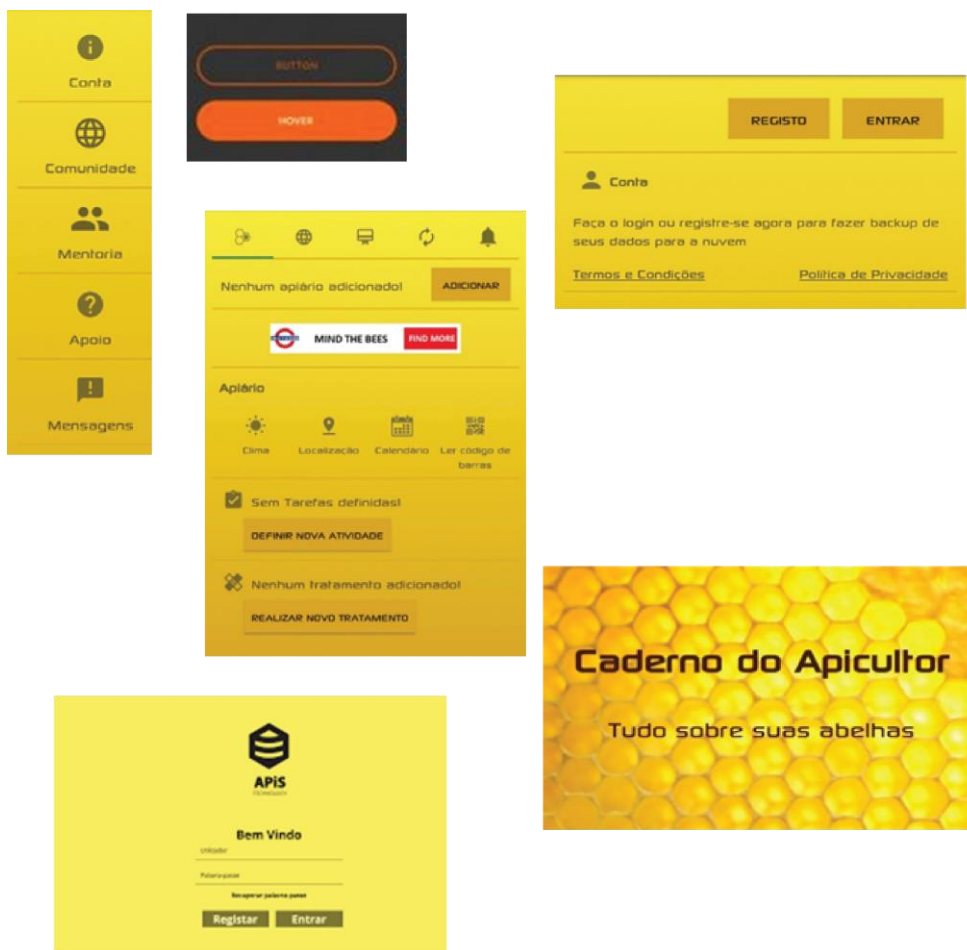 Conta
Comunidade
Mentoria
Apoio
Mensagens
BUTTON
HOVER
REGISTO ENTRAR
Conta
Faça o login ou registre-se agora para fazer backup de
seus dados para a nuvem
Termos e Condições Política de Privacidade
Nenhum apiário adicionado! ADICIONAR
MIND THE BEES FIND MORE
Apiário
Clima Localização Calendário Ler código de
barras
Sem Tarefas definidas!
DEFINIR NOVA ATIVIDADE
Nenhum tratamento adicionado!
REALIZAR NOVO TRATAMENTO
Caderno do Apicultor
Tudo sobre suas abelhas
APiS
Bem Vindo
Utilizador
Palavra-passe
Recuperar palavra-passe
Registar Entrar